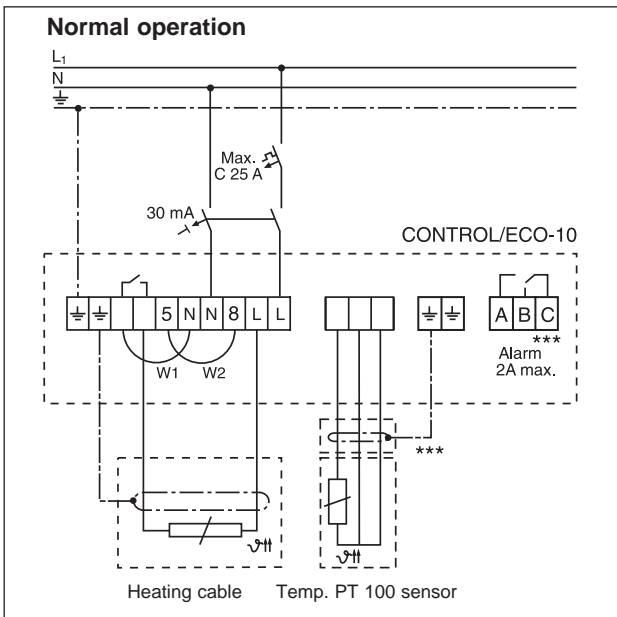 Normal operation
L1
N
Max.
C 25 A
30 mA
CONTROL/ECO-10
5 N N 8 L L
A B C
***
Alarm
2A max.
W1 W2
***
ϑ
ϑ
Heating cable Temp. PT 100 sensor